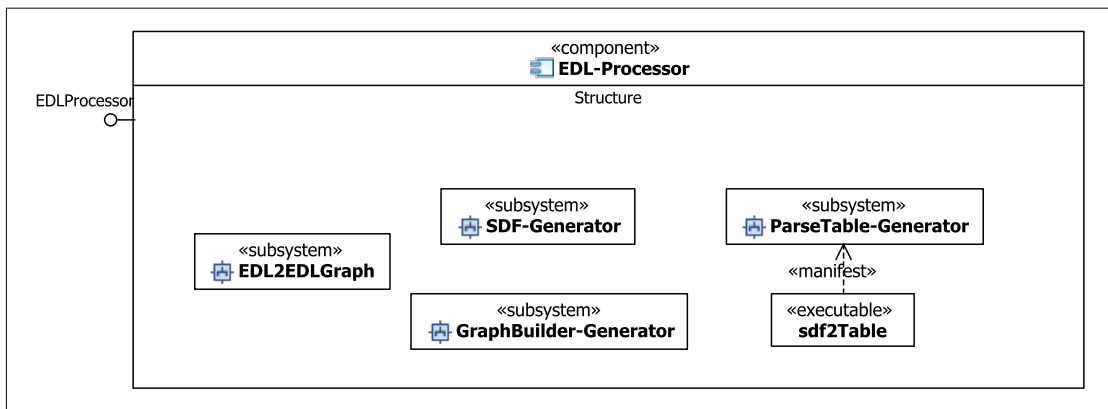 «component»
EDL-Processor
Structure
EDLProcessor
«subsystem»
SDF-Generator
«subsystem»
ParseTable-Generator
«subsystem»
EDL2EDLGraph
«manifest»
«subsystem»
GraphBuilder-Generator
«executable»
sdf2Table